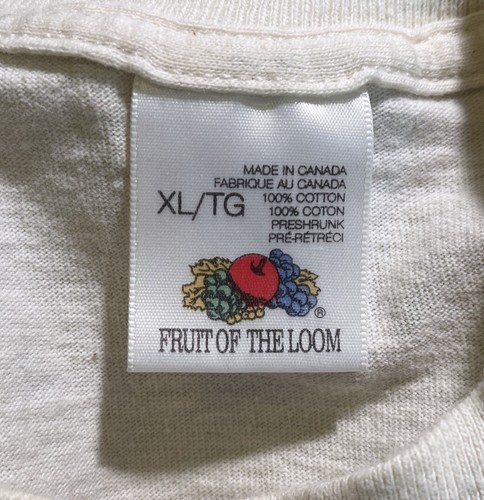 MADE IN CANADA
FABRIQUE AU CANADA
XL/TG
100% COTTON
100% COTON
PRESHRUNK
PRÉ-RÉTRÉCI
®
FRUIT OF THE LOOM